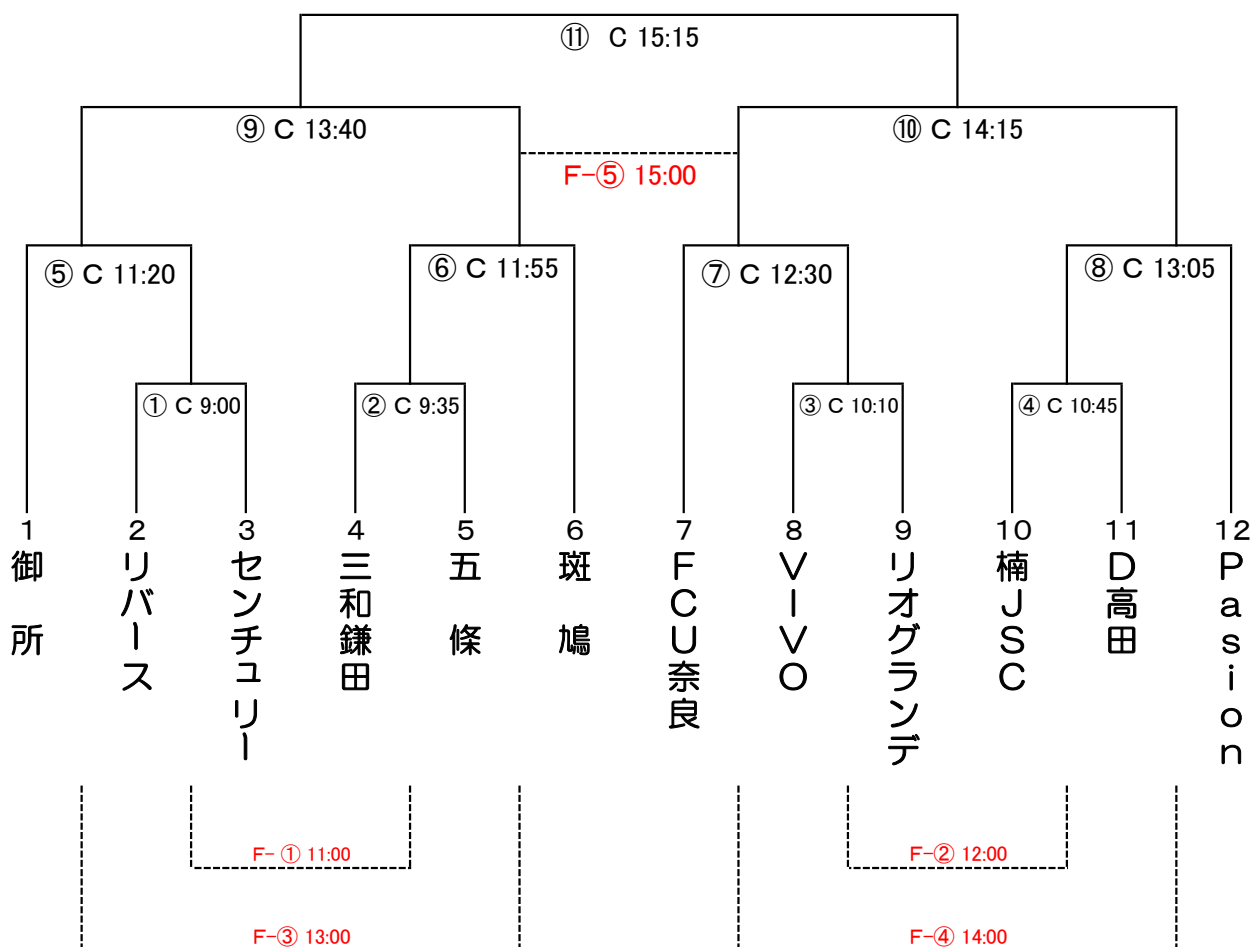 ⑪ C 15:15
⑨ C 13:40
⑩ C 14:15
F-⑤ 15:00
⑤ C 11:20
⑥ C 11:55
⑦ C 12:30
⑧ C 13:05
① C 9:00
② C 9:35
③ C 10:10
④ C 10:45
1
御所
2
リバース
3
センチュリー
4
三和鎌田
5
五條
6
斑鳩
7
FCU奈良
8
VIVO
9
リオグランデ
10
楠JSC
11
D高田
12
Pasion
F- ① 11:00
F-② 12:00
F-③ 13:00
F-④ 14:00